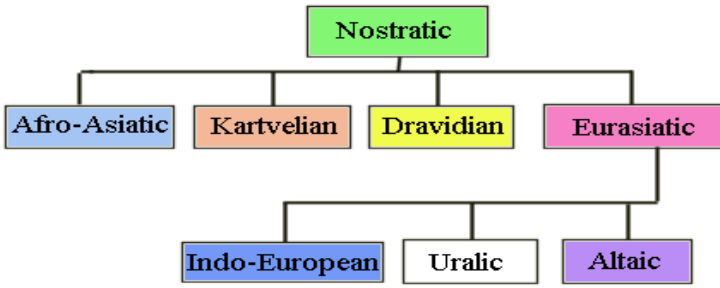 Nostratic
Afro-Asiatic
Kartvelian
Dravidian
Eurasiatic
Indo-European
Uralic
Altaic